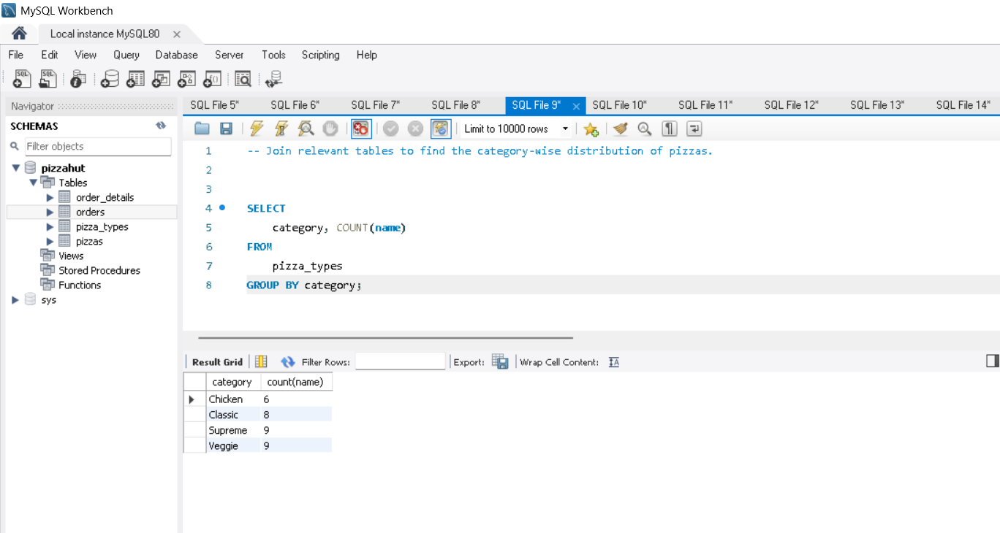 MySQL Workbench
Local instance MySQL80
File Edit View Query Database Server Tools Scripting Help
Navigator
SCHEMAS
Filter objects
pizzahut
Tables
order_details
orders
pizza_types
pizzas
Views
Stored Procedures
Functions
sys
SQL File 5* SQL File 6* SQL File 7* SQL File 8* SQL File 9* SQL File 10* SQL File 11* SQL File 12* SQL File 13* SQL File 14*
Limit to 10000 rows
1 -- Join relevant tables to find the category-wise distribution of pizzas.
2
3
4 SELECT
5 category, COUNT(name)
6 FROM
7 pizza_types
8 GROUP BY category;
Result Grid Filter Rows: Export: Wrap Cell Content:
category count(name)
Chicken 6
Classic 8
Supreme 9
Veggie 9